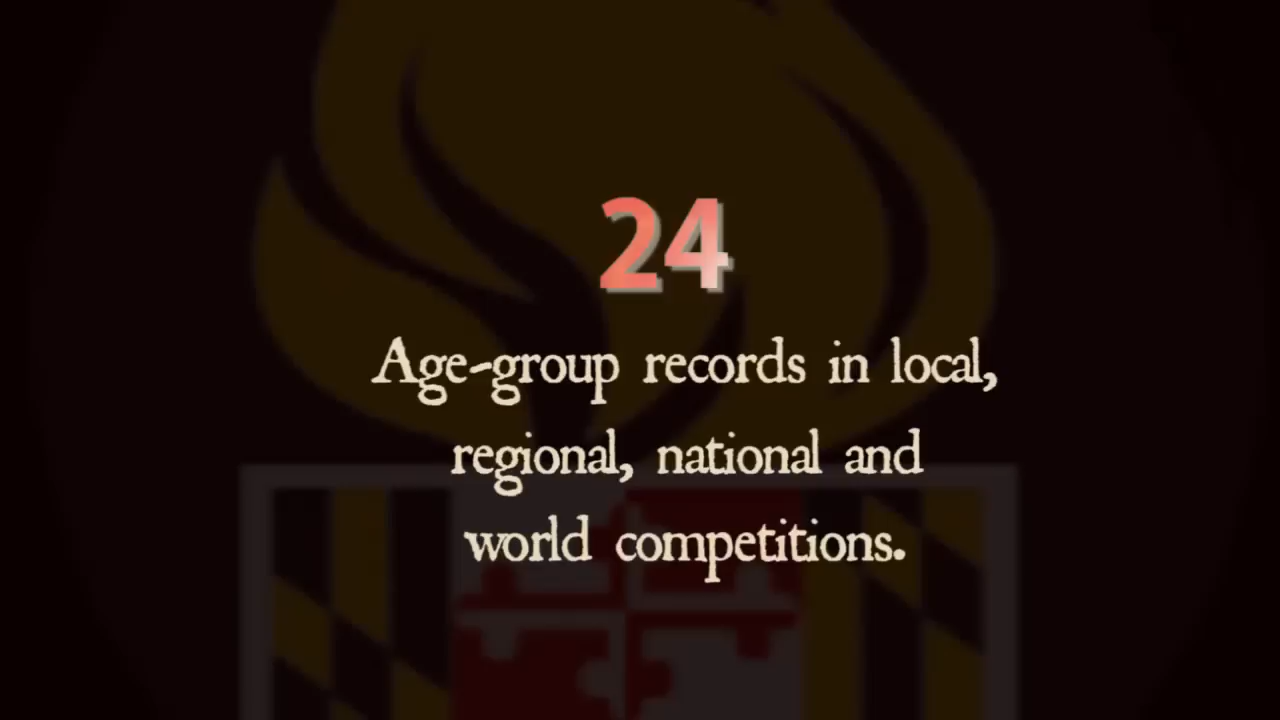 24
Age-group records in local,
regional, national and
world competitions.